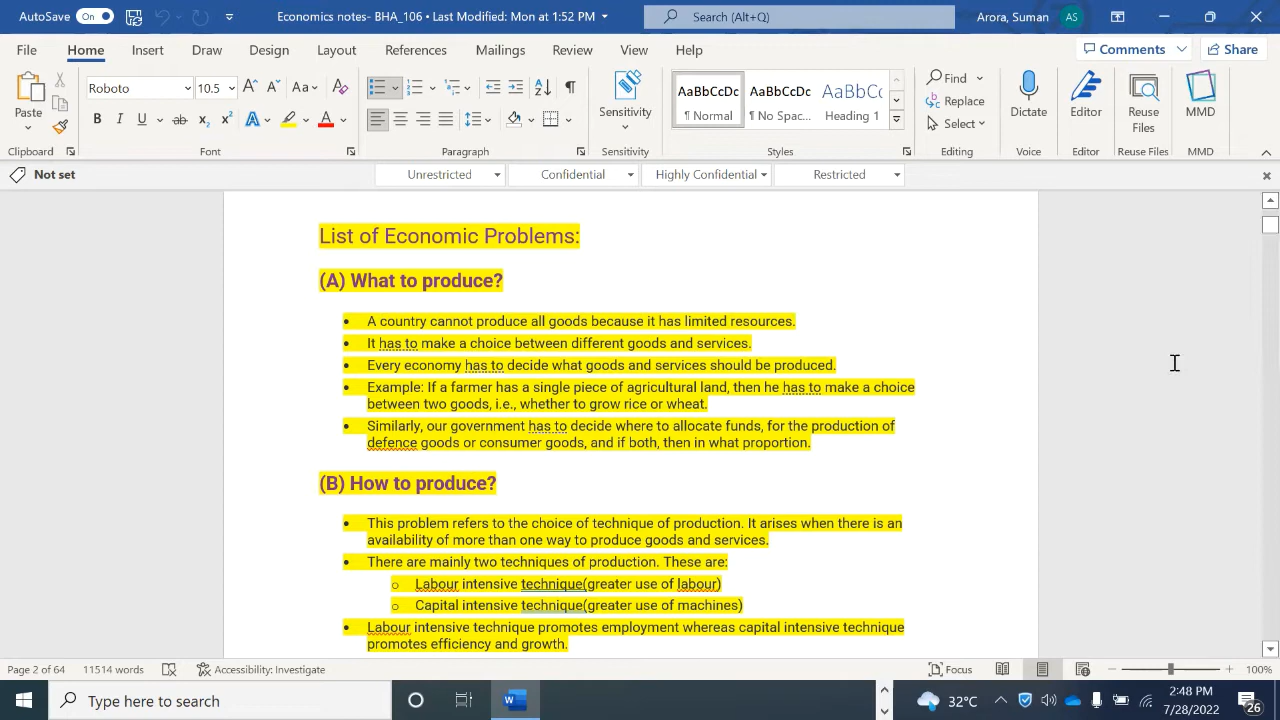 AutoSave On Economics notes- BHA_106 • Last Modified: Mon at 1:52 PM Search (Alt+Q) Arora, Suman AS
File Home Insert Draw Design Layout References Mailings Review View Help Comments Share
Paste Roboto 10.5 Aa AaBbCcDc AaBbCcDc AaBbCc Find
¶ Normal ¶ No Spac... Heading 1 Replace
Select
Sensitivity Dictate Editor Reuse Files MMD
Clipboard Font Paragraph Sensitivity Styles Editing Voice Editor Reuse Files MMD
Not set Unrestricted Confidential Highly Confidential Restricted
List of Economic Problems:
(A) What to produce?
• A country cannot produce all goods because it has limited resources.
• It has to make a choice between different goods and services.
• Every economy has to decide what goods and services should be produced.
• Example: If a farmer has a single piece of agricultural land, then he has to make a choice
between two goods, i.e., whether to grow rice or wheat.
• Similarly, our government has to decide where to allocate funds, for the production of
defence goods or consumer goods, and if both, then in what proportion.
(B) How to produce?
• This problem refers to the choice of technique of production. It arises when there is an
availability of more than one way to produce goods and services.
• There are mainly two techniques of production. These are:
o Labour intensive technique(greater use of labour)
o Capital intensive technique(greater use of machines)
• Labour intensive technique promotes employment whereas capital intensive technique
promotes efficiency and growth.
Page 2 of 64 11514 words Accessibility: Investigate Focus 100%
Type here to search 32°C 2:48 PM
7/28/2022 26